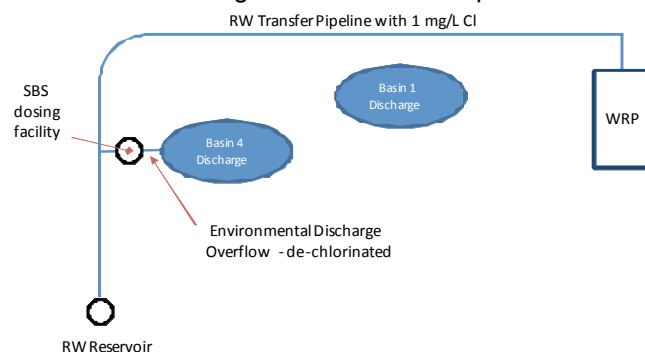 RW Transfer Pipeline with 1 mg/L Cl
SBS
dosing
facility
Basin 1
Discharge
WRP
Basin 4
Discharge
Environmental Discharge
Overflow - de-chlorinated
RW Reservoir